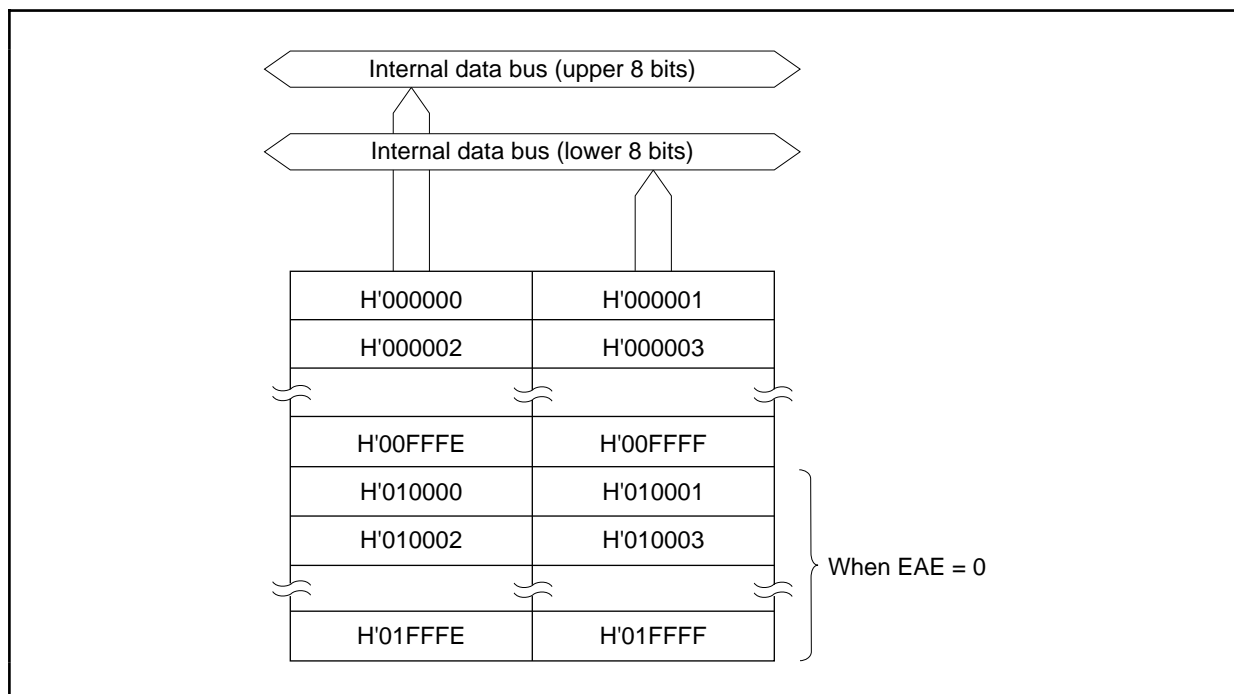 Internal data bus (upper 8 bits)
Internal data bus (lower 8 bits)
H'000000 H'000001
H'000002 H'000003
H'00FFFE H'00FFFF
H'010000 H'010001
H'010002 H'010003
When EAE = 0
H'01FFFE H'01FFFF